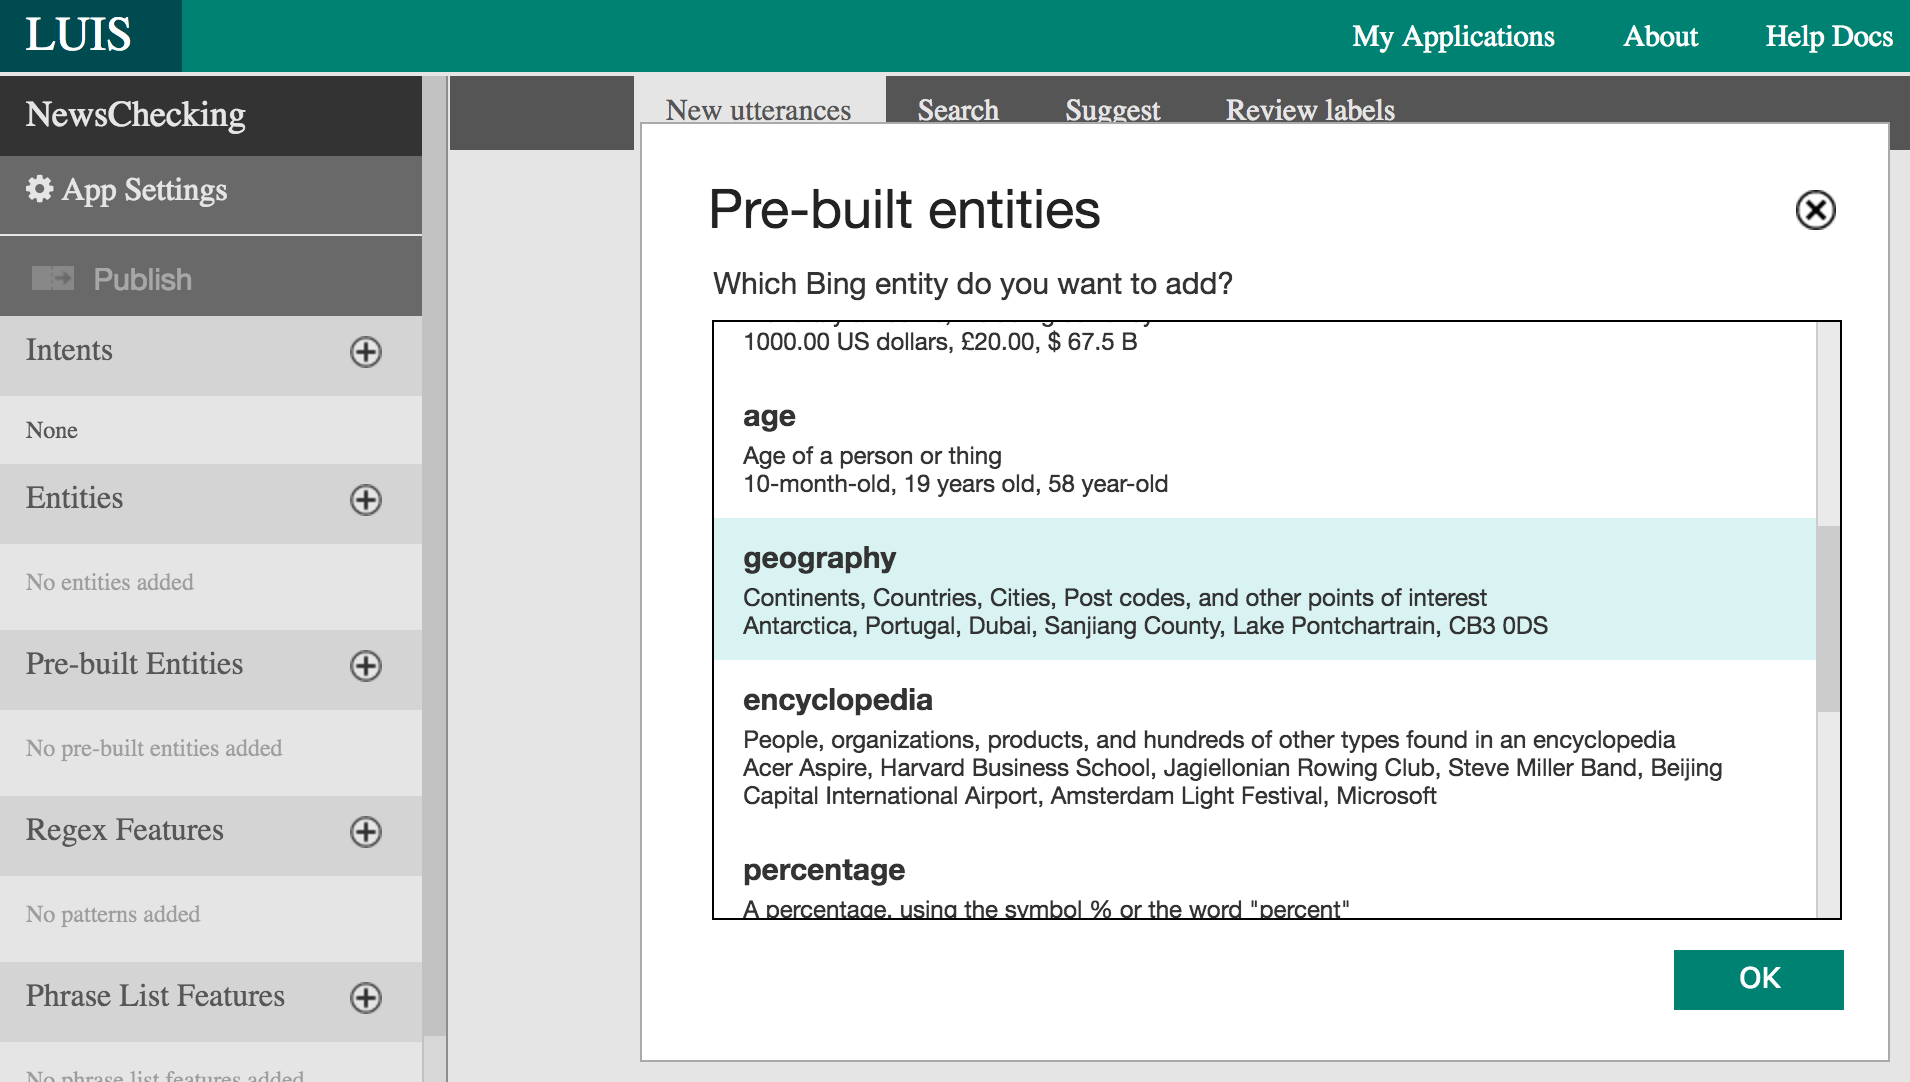 LUIS
My Applications About Help Docs
NewsChecking
App Settings
Publish
Intents
None
Entities
No entities added
Pre-built Entities
No pre-built entities added
Regex Features
No patterns added
Phrase List Features
No phrase list features added
New utterances Search Suggest Review labels
Pre-built entities
Which Bing entity do you want to add?
1000.00 US dollars, £20.00, $ 67.5 B
age
Age of a person or thing
10-month-old, 19 years old, 58 year-old
geography
Continents, Countries, Cities, Post codes, and other points of interest
Antarctica, Portugal, Dubai, Sanjiang County, Lake Pontchartrain, CB3 0DS
encyclopedia
People, organizations, products, and hundreds of other types found in an encyclopedia
Acer Aspire, Harvard Business School, Jagiellonian Rowing Club, Steve Miller Band, Beijing
Capital International Airport, Amsterdam Light Festival, Microsoft
percentage
A percentage, using the symbol % or the word "percent"
OK